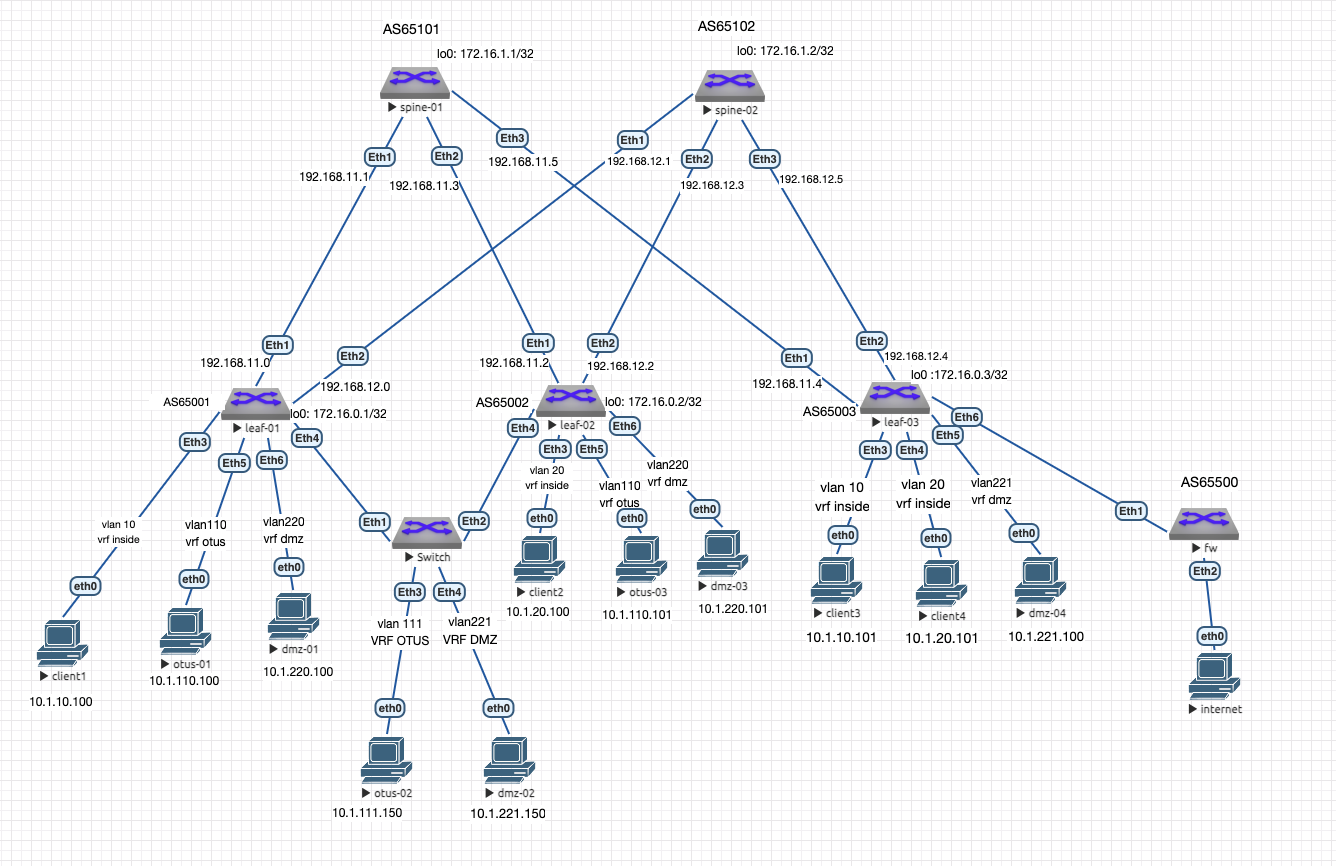 AS65101
AS65102
lo0: 172.16.1.1/32
lo0: 172.16.1.2/32
spine-01
spine-02
Eth3
Eth1
Eth1
Eth2
Eth2
Eth3
192.168.11.5
192.168.12.1
192.168.11.1
192.168.11.3
192.168.12.3
192.168.12.5
Eth1
Eth2
Eth1
Eth2
Eth1
Eth2
192.168.11.0
192.168.12.0
192.168.11.2
192.168.12.2
192.168.11.4
192.168.12.4
lo0 :172.16.0.3/32
AS65001
lo0: 172.16.0.1/32
AS65002
lo0: 172.16.0.2/32
AS65003
leaf-01
leaf-02
leaf-03
Eth3
Eth5
Eth6
Eth4
Eth4
Eth3
Eth5
Eth6
Eth3
Eth4
Eth5
Eth6
vlan 20
vrf inside
vlan110
vrf otus
vlan220
vrf dmz
vlan 10
vrf inside
vlan 20
vrf inside
vlan221
vrf dmz
AS65500
vlan 10
vrf inside
vlan110
vrf otus
vlan220
vrf dmz
Eth1
Eth2
eth0
eth0
eth0
eth0
eth0
eth0
Eth1
Switch
fw
Eth2
eth0
eth0
eth0
Eth3
Eth4
client2
otus-03
dmz-03
10.1.20.100
10.1.110.101
10.1.220.101
client3
client4
dmz-04
10.1.10.101
10.1.20.101
10.1.221.100
vlan 111
VRF OTUS
vlan221
VRF DMZ
eth0
client1
otus-01
dmz-01
10.1.10.100
10.1.110.100
10.1.220.100
internet
eth0
eth0
otus-02
dmz-02
10.1.111.150
10.1.221.150